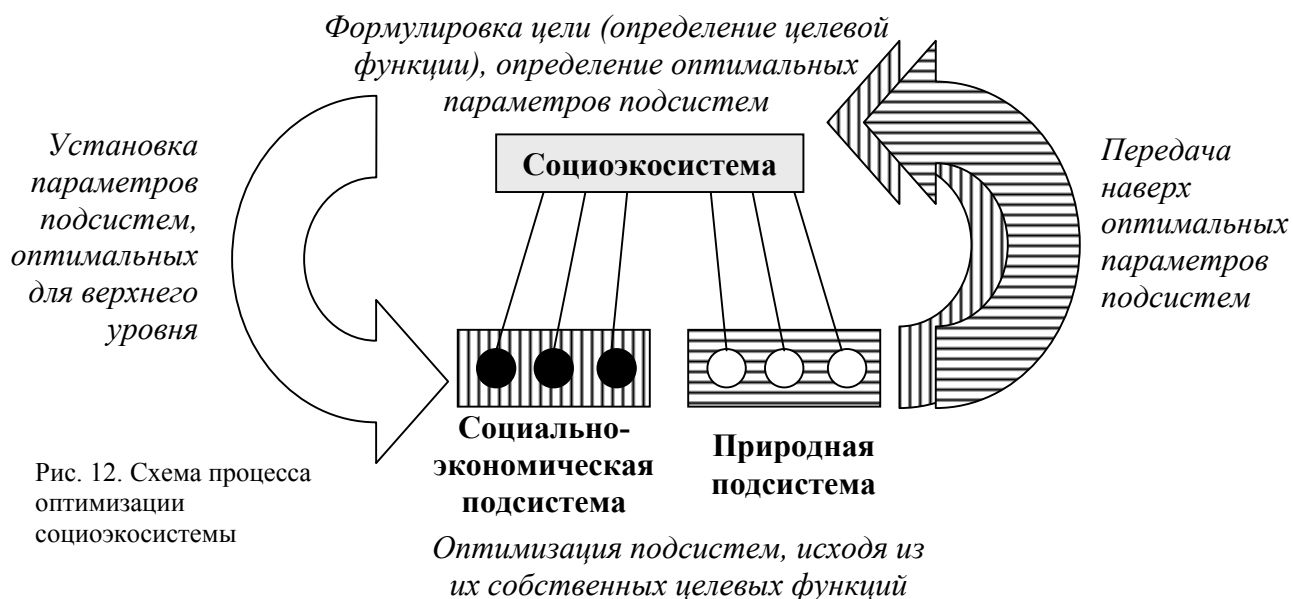 Формулировка цели (определение целевой
функции), определение оптимальных
параметров подсистем
Установка
параметров
подсистем,
оптимальных
для верхнего
уровня
Социоэкосистема
Передача
наверх
оптимальных
параметров
подсистем
Социально-
экономическая
подсистема
Природная
подсистема
Рис. 12. Схема процесса
оптимизации
социоэкосистемы
Оптимизация подсистем, исходя из
их собственных целевых функций